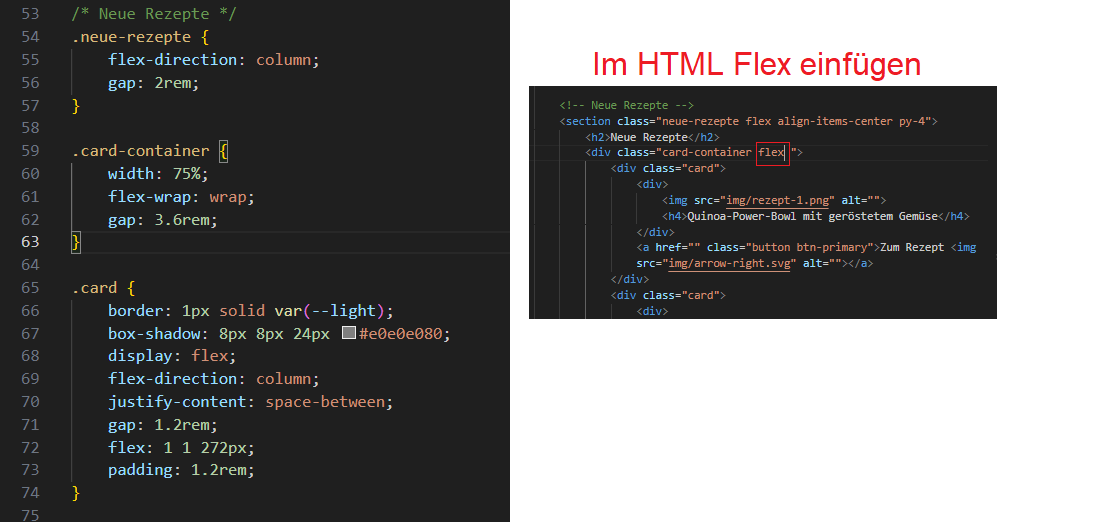 53 /* Neue Rezepte */
54 .neue-rezepte {
55 flex-direction: column;
56 gap: 2rem;
57 }
58
59 .card-container {
60 width: 75%;
61 flex-wrap: wrap;
62 gap: 3.6rem;
63 }
64
65 .card {
66 border: 1px solid var(--light);
67 box-shadow: 8px 8px 24px #e0e0e080;
68 display: flex;
69 flex-direction: column;
70 justify-content: space-between;
71 gap: 1.2rem;
72 flex: 1 1 272px;
73 padding: 1.2rem;
74 }
75
Im HTML Flex einfügen
<!-- Neue Rezepte -->
<section class="neue-rezepte flex align-items-center py-4">
<h2>Neue Rezepte</h2>
<div class="card-container flex ">
<div class="card">
<div>
<img src="img/rezept-1.png" alt="">
<h4>Quinoa-Power-Bowl mit geröstetem Gemüse</h4>
</div>
<a href="" class="button btn-primary">Zum Rezept <img
src="img/arrow-right.svg" alt=""></a>
</div>
<div class="card">
<div>